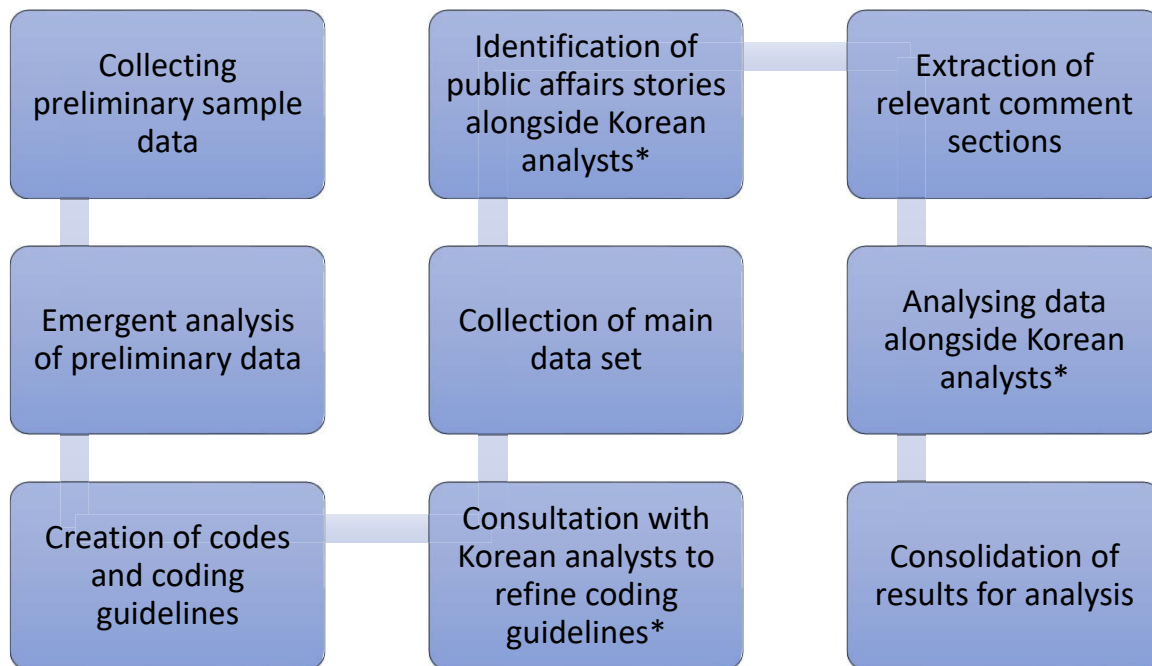 Collecting
preliminary sample
data
Emergent analysis
of preliminary data
Creation of codes
and coding
guidelines
Consultation with
Korean analysts to
refine coding
guidelines*
Collection of main
data set
Identification of
public affairs stories
alongside Korean
analysts*
Extraction of
relevant comment
sections
Analysing data
alongside Korean
analysts*
Consolidation of
results for analysis